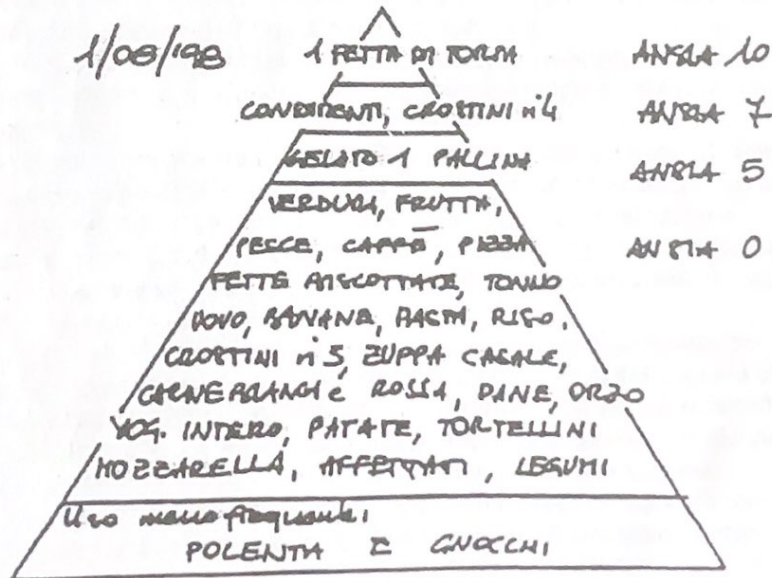 1/08/198 1 FETTA DI TORTA ANSIA 10
CONDIMENTI, CROSTINI n°4 ANSIA 7
GELATO 1 PALLINA ANSIA 5
VERDURA, FRUTTA,
PESCE, CAFFÈ, PIZZA ANSIA 0
FETTE BISCOTTATE, TONNO
UOVO, BANANE, PASTA, RISO,
CROSTINI n 5, ZUPPA CASALE,
CARNE BIANCA E ROSSA, PANE, ORZO
YOG. INTERO, PATATE, TORTELLINI
MOZZARELLA, AFFETTATI, LEGUMI
Uso meno frequente:
POLENTA E GNOCCHI